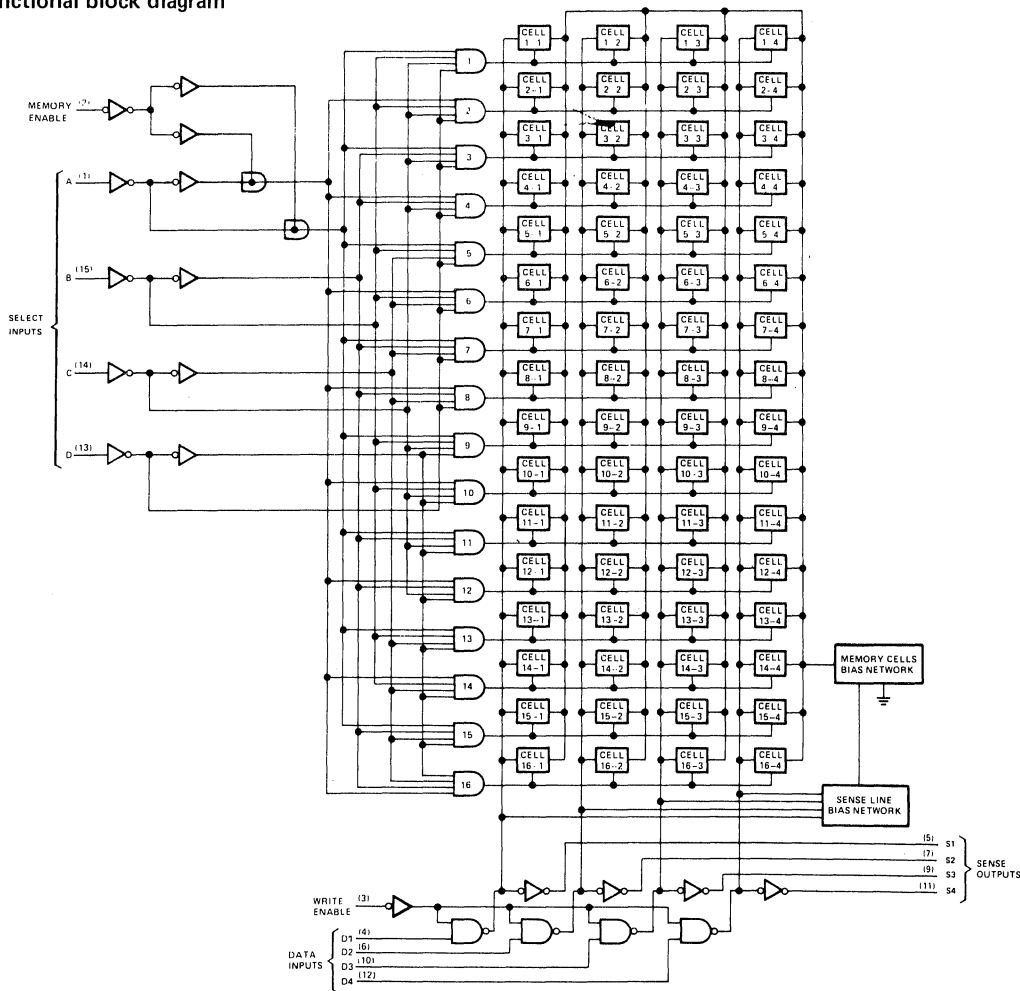 nctional block diagram
MEMORY
ENABLE
(2)
SELECT
INPUTS
A (1)
B (15)
C (14)
D (13)
1
2
3
4
5
6
7
8
9
10
11
12
13
14
15
16
CELL CELL CELL CELL
1 1 1 2 1 3 1 4
CELL CELL CELL CELL
2-1 2 2 2 3 2-4
CELL CELL CELL CELL
3 1 3 2 3 3 3 4
CELL CELL CELL CELL
4-1 4-2 4-3 4 4
CELL CELL CELL CELL
5-1 5 2 5 3 5 4
CELL CELL CELL CELL
6 1 6-2 6-3 6 4
CELL CELL CELL CELL
7 1 7-2 7-3 7-4
CELL CELL CELL CELL
8-1 8-2 8-3 8-4
CELL CELL CELL CELL
9-1 9-2 9-3 9-4
CELL CELL CELL CELL
10-1 10-2 10-3 10-4
CELL CELL CELL CELL
11-1 11-2 11-3 11-4
CELL CELL CELL CELL
12-1 12-2 12-3 12-4
CELL CELL CELL CELL
13-1 13-2 13-3 13-4
CELL CELL CELL CELL
14-1 14-2 14-3 14-4
CELL CELL CELL CELL
15-1 15-2 15-3 15-4
CELL CELL CELL CELL
16-1 16-2 16-3 16-4
MEMORY CELLS
BIAS NETWORK
SENSE LINE
BIAS NETWORK
(5) S1
(7) S2
(9) S3
(11) S4
SENSE
OUTPUTS
WRITE
ENABLE
(3)
DATA
INPUTS
D1 (4)
D2 (6)
D3 (10)
D4 (12)